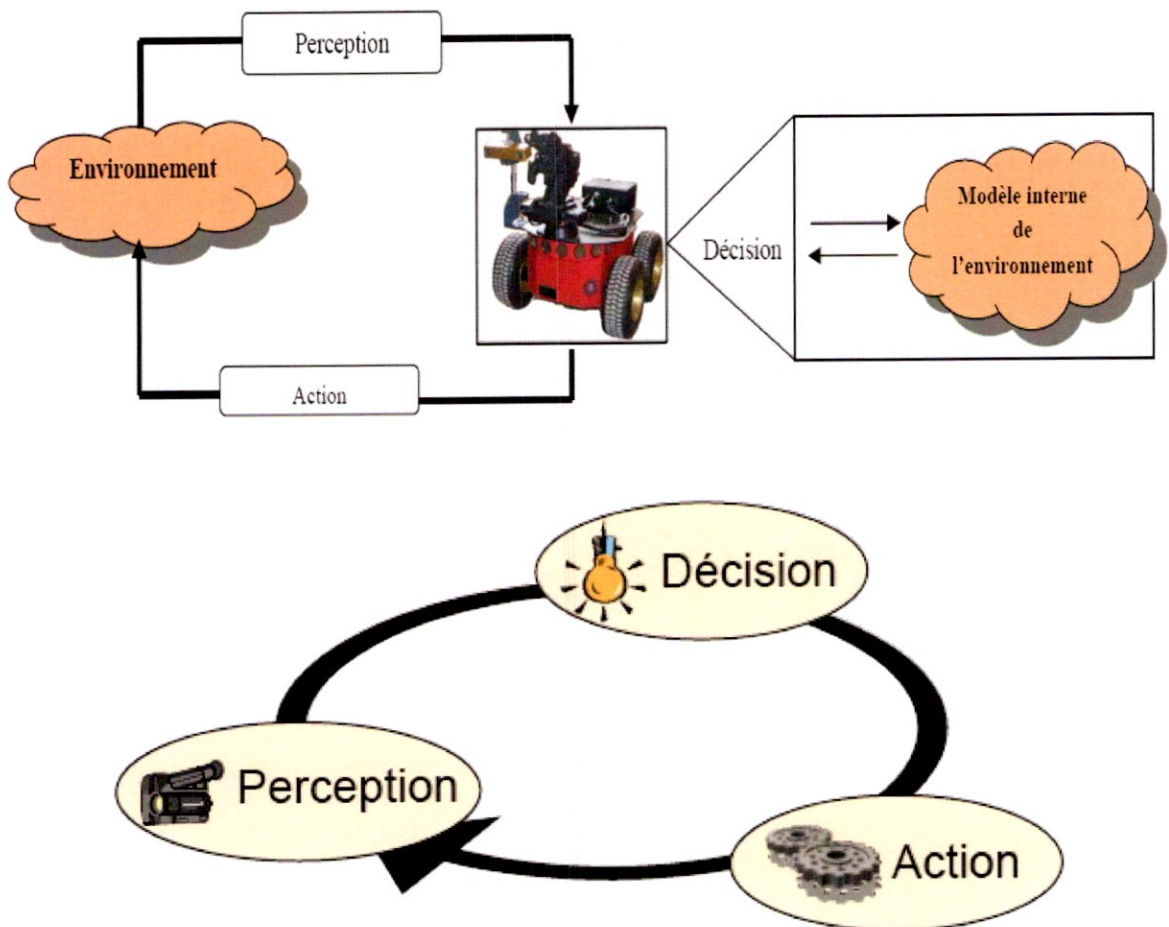 Perception
Environnement
Modèle interne
de
l'environnement
Décision
Action
Décision
Perception
Action